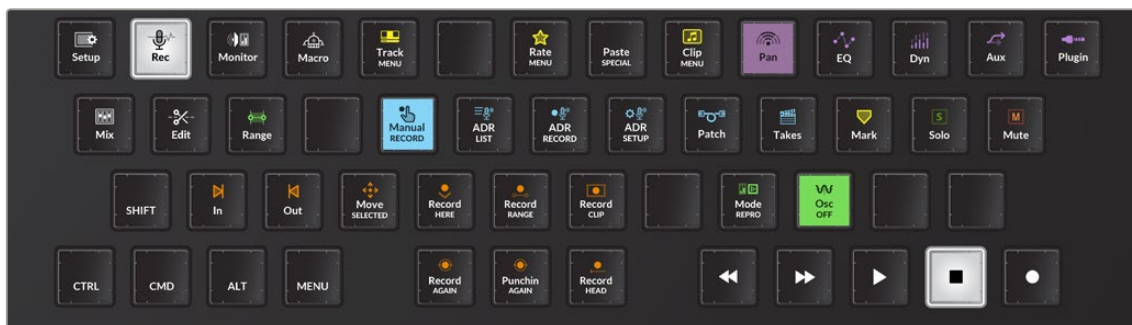 Setup
Rec
Monitor
Macro
Track
MENU
Rate
MENU
Paste
SPECIAL
Clip
MENU
Pan
EQ
Dyn
Aux
Plugin
Mix
Edit
Range
Manual
RECORD
ADR
LIST
ADR
RECORD
ADR
SETUP
Patch
Takes
Mark
S
Solo
M
Mute
SHIFT
In
Out
Move
SELECTED
Record
HERE
Record
RANGE
Record
CLIP
Mode
REPRO
Osc
OFF
CTRL
CMD
ALT
MENU
Record
AGAIN
Punchin
AGAIN
Record
HEAD